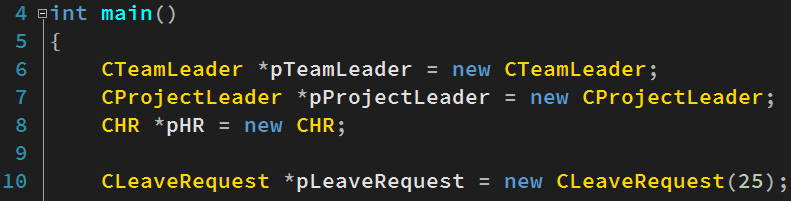 4 int main()
5 {
6 CTeamLeader *pTeamLeader = new CTeamLeader;
7 CProjectLeader *pProjectLeader = new CProjectLeader;
8 CHR *pHR = new CHR;
9
10 CLeaveRequest *pLeaveRequest = new CLeaveRequest(25);